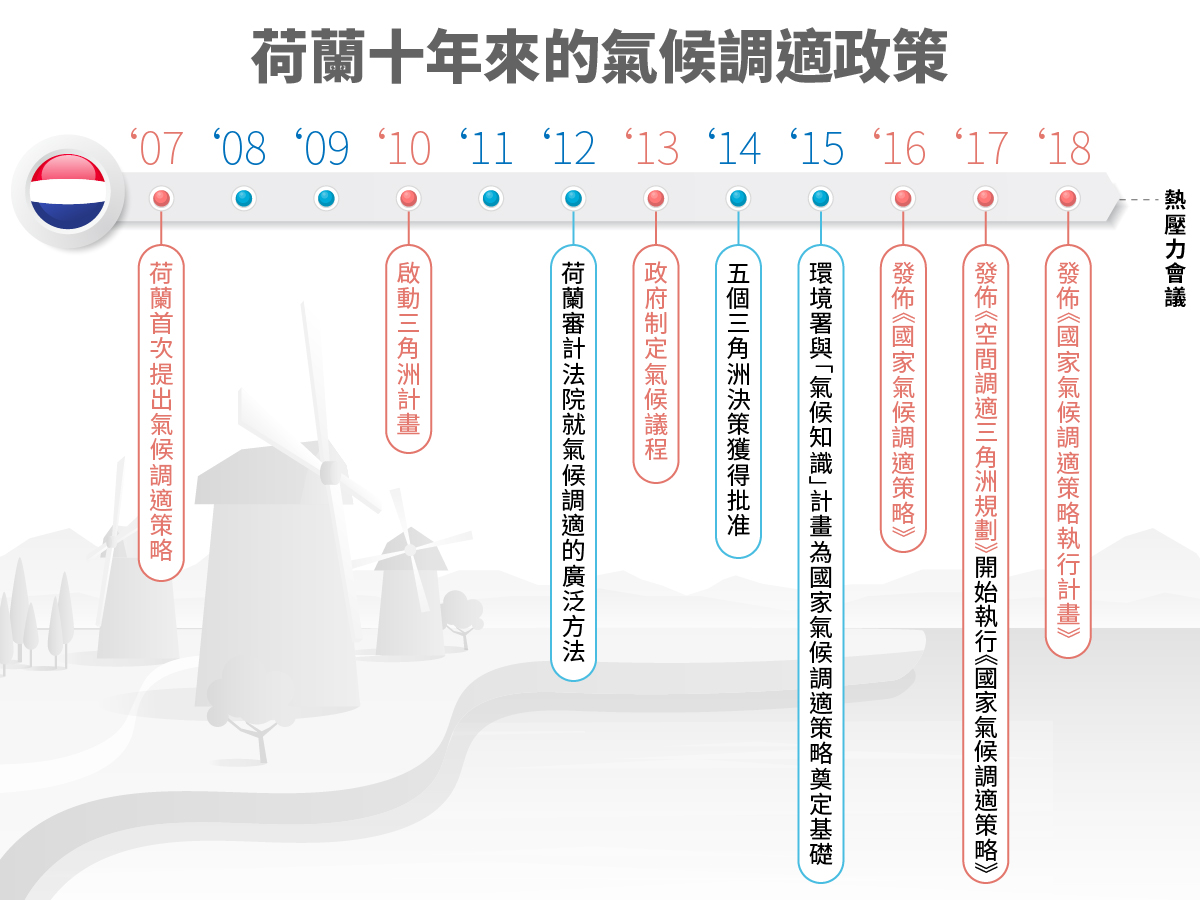 荷蘭十年來的氣候調適政策
‘07
‘08
‘09
‘10
‘11
‘12
‘13
‘14
‘15
‘16
‘17
‘18
荷蘭首次提出氣候調適策略
啟動三角洲計畫
荷蘭審計法院就氣候調適的廣泛方法
政府制定氣候議程
五個三角洲決策獲得批准
環境署與「氣候知識」計畫為國家氣候調適策略奠定基礎
發佈《國家氣候調適策略》
發佈《空間調適三角洲規劃》開始執行《國家氣候調適策略》
發佈《國家氣候調適策略執行計畫》
熱壓力會議